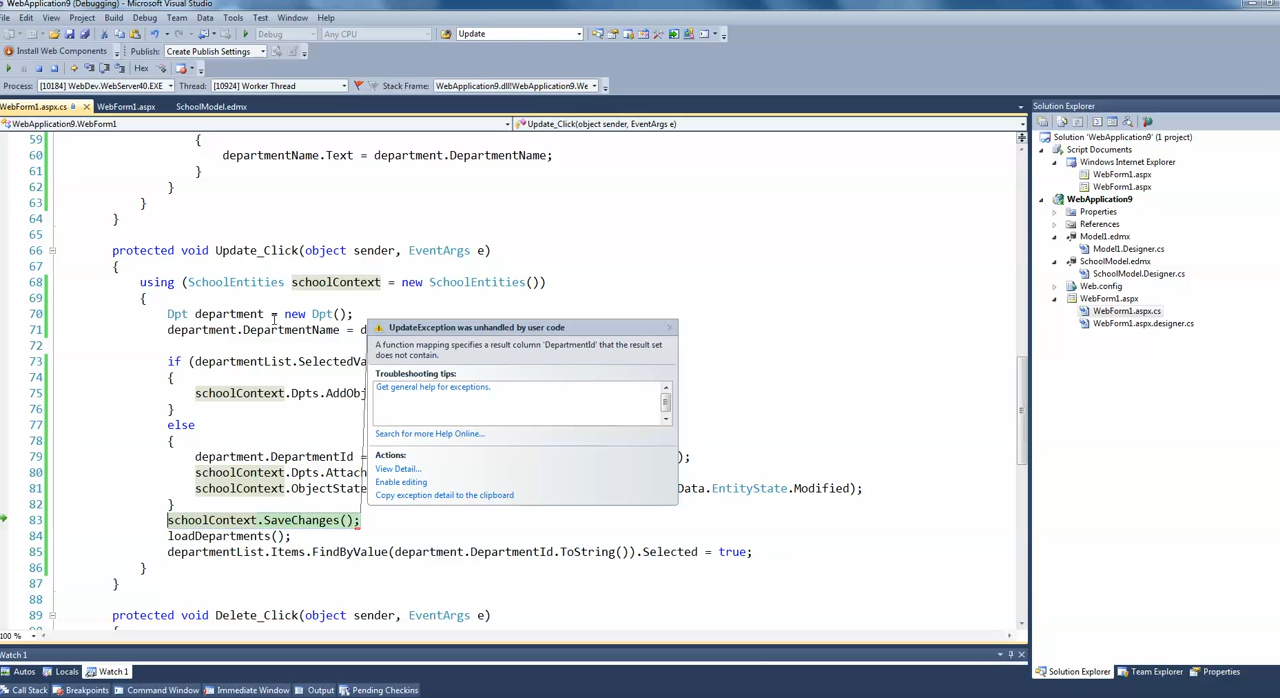 WebApplication9 (Debugging) - Microsoft Visual Studio
File Edit View Project Build Debug Team Data Tools Test Window Help
Debug Any CPU Update
Install Web Components Publish: Create Publish Settings
Hex
Process: [10184] WebDev.WebServer40.EXE Thread: [10924] Worker Thread Stack Frame: WebApplication9.dll!WebApplication9.We
WebForm1.aspx.cs WebForm1.aspx SchoolModel.edmx
WebApplication9.WebForm1 Update_Click(object sender, EventArgs e)
59 {
60 departmentName.Text = department.DepartmentName;
61 }
62 }
63 }
64 }
65
66 protected void Update_Click(object sender, EventArgs e)
67 {
68 using (SchoolEntities schoolContext = new SchoolEntities())
69 {
70 Dpt department = new Dpt();
71 department.DepartmentName = d
72
73 if (departmentList.SelectedVa
74 {
75 schoolContext.Dpts.AddObj
76 }
77 else
78 {
79 department.DepartmentId = );
80 schoolContext.Dpts.Attac
81 schoolContext.ObjectState Data.EntityState.Modified);
82 }
83 schoolContext.SaveChanges();
84 loadDepartments();
85 departmentList.Items.FindByValue(department.DepartmentId.ToString()).Selected = true;
86 }
87 }
88
89 protected void Delete_Click(object sender, EventArgs e)
UpdateException was unhandled by user code
A function mapping specifies a result column 'DepartmentId' that the result set
does not contain.
Troubleshooting tips:
Get general help for exceptions.
Search for more Help Online...
Actions:
View Detail...
Enable editing
Copy exception detail to the clipboard
100 %
Solution Explorer
Solution 'WebApplication9' (1 project)
Script Documents
Windows Internet Explorer
WebForm1.aspx
WebForm1.aspx
WebApplication9
Properties
References
Model1.edmx
Model1.Designer.cs
SchoolModel.edmx
SchoolModel.Designer.cs
Web.config
WebForm1.aspx
WebForm1.aspx.cs
WebForm1.aspx.designer.cs
Watch 1
Autos Locals Watch 1
Solution Explorer Team Explorer Properties
Call Stack Breakpoints Command Window Immediate Window Output Pending Checkins